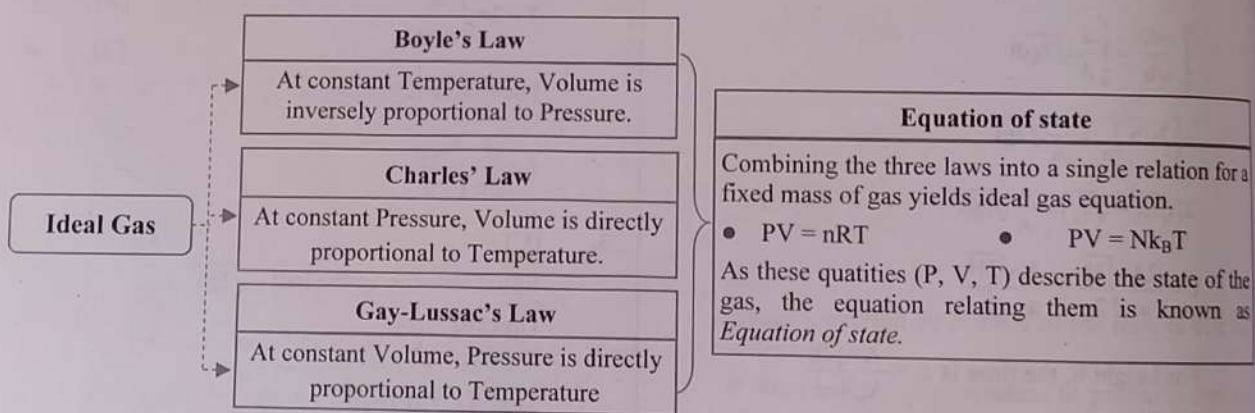 Ideal Gas
Boyle's Law
At constant Temperature, Volume is
inversely proportional to Pressure.
Charles' Law
At constant Pressure, Volume is directly
proportional to Temperature.
Gay-Lussac's Law
At constant Volume, Pressure is directly
proportional to Temperature
Equation of state
Combining the three laws into a single relation for a
fixed mass of gas yields ideal gas equation.
• PV = nRT • PV = Nk_BT
As these quatities (P, V, T) describe the state of the
gas, the equation relating them is known as
Equation of state.